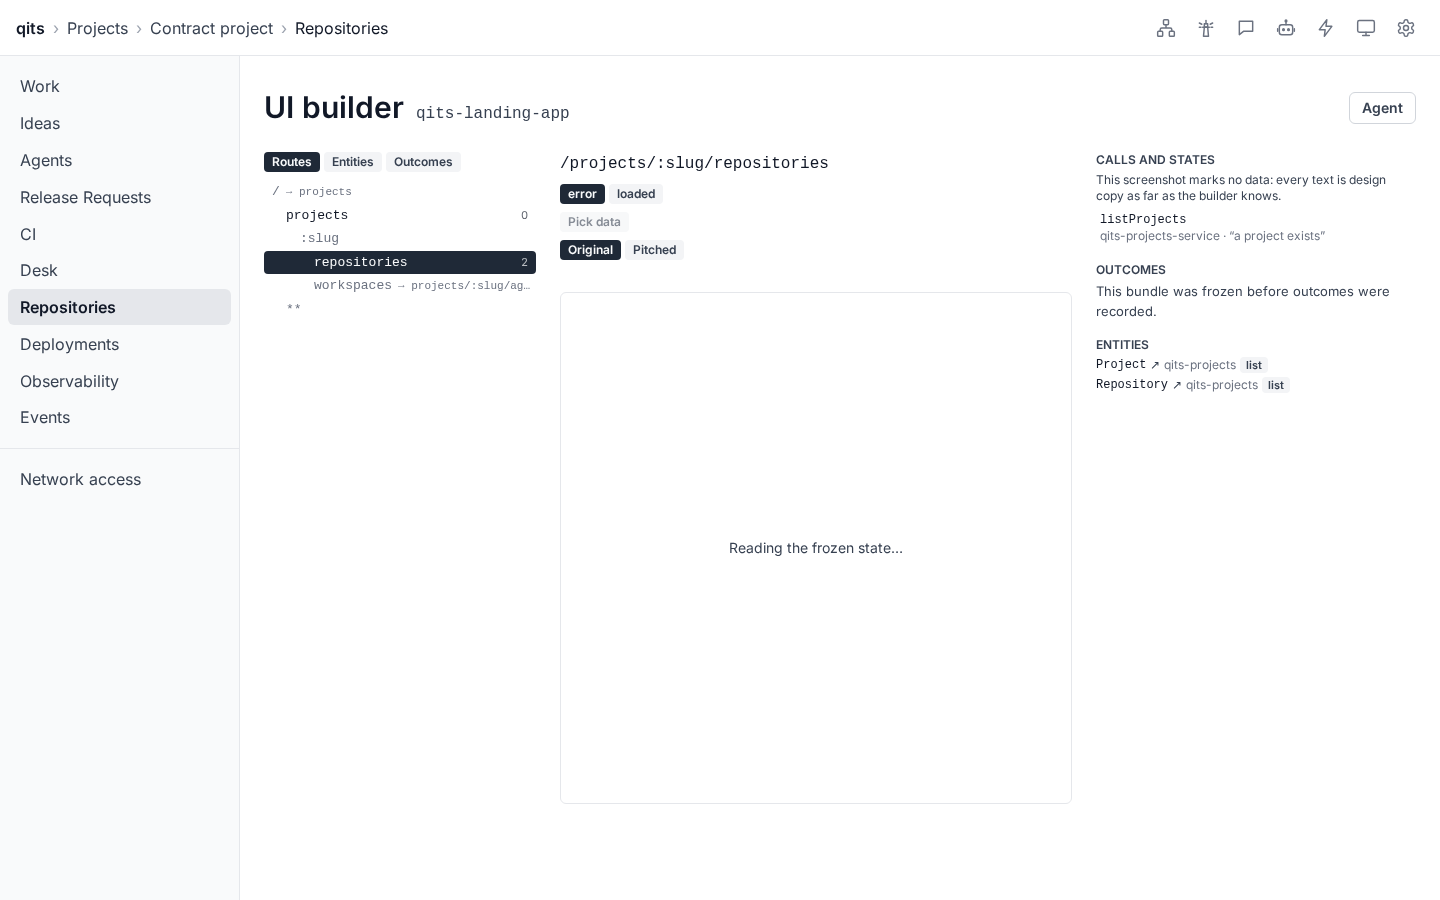 qits › Projects › Contract project › Repositories
Work
Ideas
Agents
Release Requests
CI
Desk
Repositories
Deployments
Observability
Events
Network access
UI builder qits-landing-app
Agent
Routes Entities Outcomes
/ → projects
projects 0
:slug
repositories 2
workspaces → projects/:slug/ag…
**
/projects/:slug/repositories
error loaded
Pick data
Original Pitched
Reading the frozen state…
CALLS AND STATES
This screenshot marks no data: every text is design
copy as far as the builder knows.
listProjects
qits-projects-service · “a project exists”
OUTCOMES
This bundle was frozen before outcomes were
recorded.
ENTITIES
Project ↗ qits-projects list
Repository ↗ qits-projects list